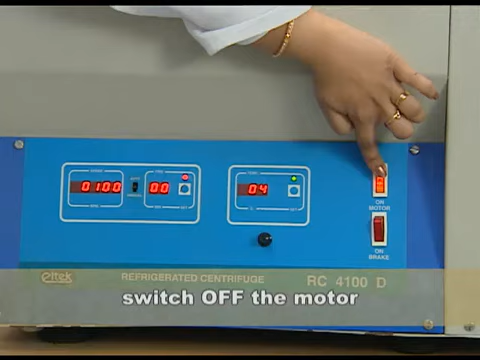 0100
00
04
ON
MOTOR
ON
BRAKE
eltek
REFRIGERATED CENTRIFUGE
RC 4100 D
switch OFF the motor